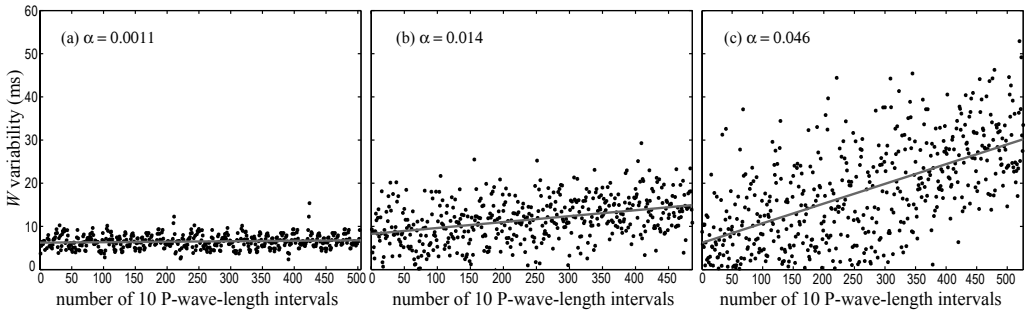 60
50
40
30
20
10
0
W variability (ms)
(a) α = 0.0011
0 50 100 150 200 250 300 350 400 450 500
number of 10 P-wave-length intervals
(b) α = 0.014
50 100 150 200 250 300 350 400 450
number of 10 P-wave-length intervals
(c) α = 0.046
0 50 100 150 200 250 300 350 400 450 500
number of 10 P-wave-length intervals